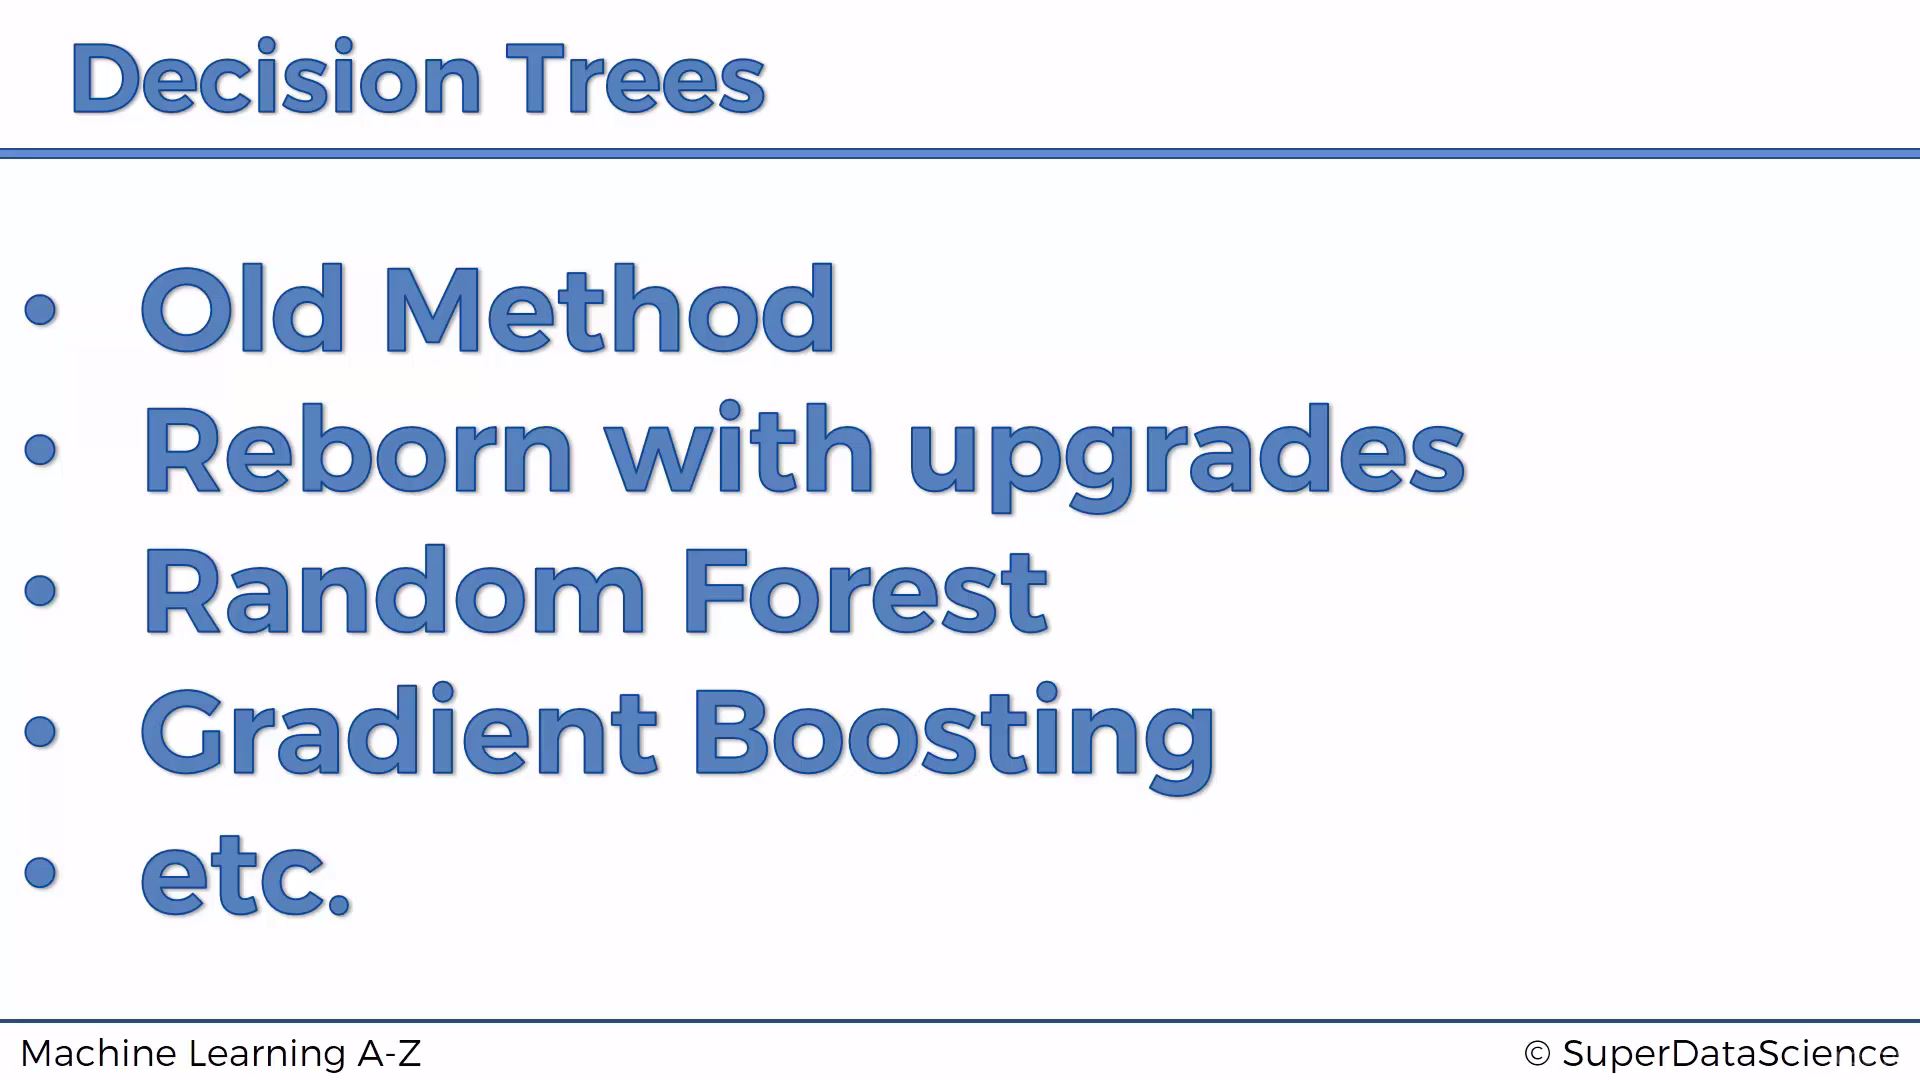 Decision Trees
• Old Method
• Reborn with upgrades
• Random Forest
• Gradient Boosting
• etc.
Machine Learning A-Z
© SuperDataScience